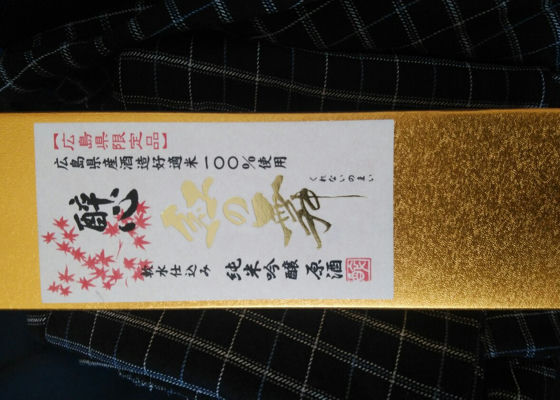 【広島県限定品】
広島県産酒造好適米一〇〇%使用
くれないのまい
醉心
紅の舞
軟水仕込み
純米吟醸 原酒